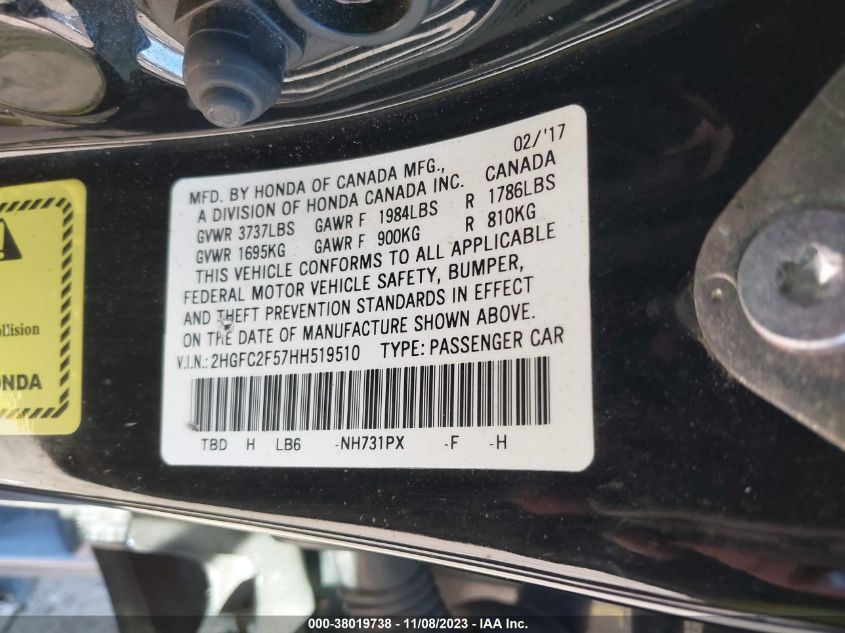 02/'17
MFD. BY HONDA OF CANADA MFG.,
A DIVISION OF HONDA CANADA INC. CANADA
GVWR 3737LBS GAWR F 1984LBS R 1786LBS
GVWR 1695KG GAWR F 900KG R 810KG
THIS VEHICLE CONFORMS TO ALL APPLICABLE
FEDERAL MOTOR VEHICLE SAFETY, BUMPER,
AND THEFT PREVENTION STANDARDS IN EFFECT
ON THE DATE OF MANUFACTURE SHOWN ABOVE.
V.I.N.: 2HGFC2F57HH519510 TYPE: PASSENGER CAR
TBD H LB6 -NH731PX -F -H
000-38019738 - 11/08/2023 - IAA Inc.